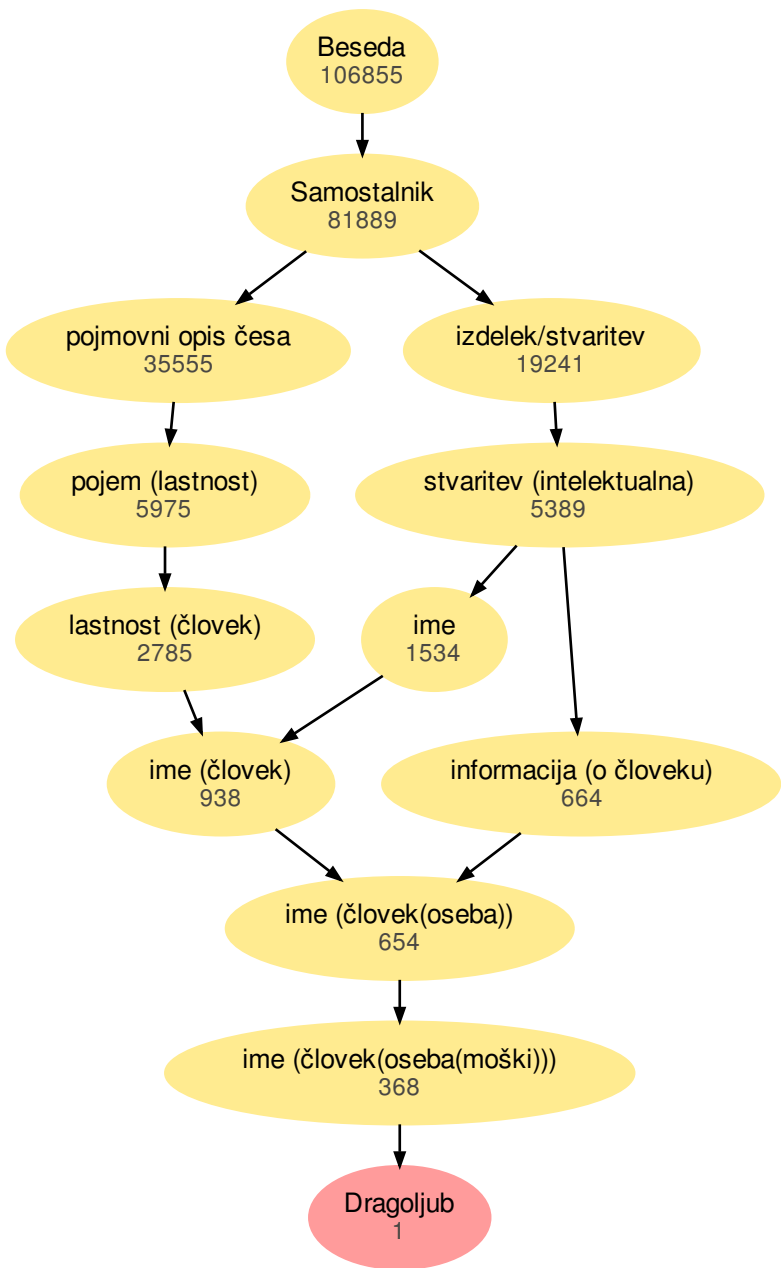 Beseda
106855
Samostalnik
81889
pojmovni opis česa
35555
izdelek/stvaritev
19241
pojem (lastnost)
5975
stvaritev (intelektualna)
5389
lastnost (človek)
2785
ime
1534
ime (človek)
938
informacija (o človeku)
664
ime (človek(oseba))
654
ime (človek(oseba(moški)))
368
Dragoljub
1